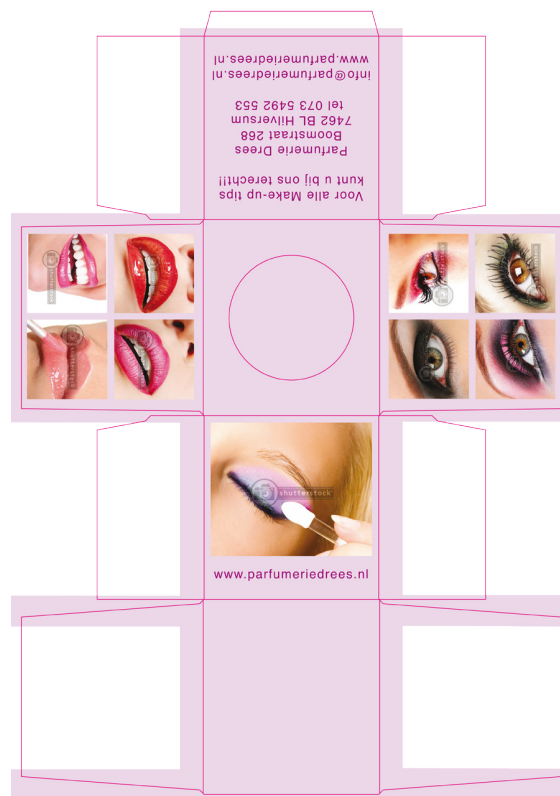 Voor alle Make-up tips
kunt u bij ons terecht!!
Parfumerie Drees
Boomstraat 268
7462 BL Hilversum
tel 073 5492 553
info@parfumeriedrees.nl
www.parfumeriedrees.nl
shutterstock
www.parfumeriedrees.nl